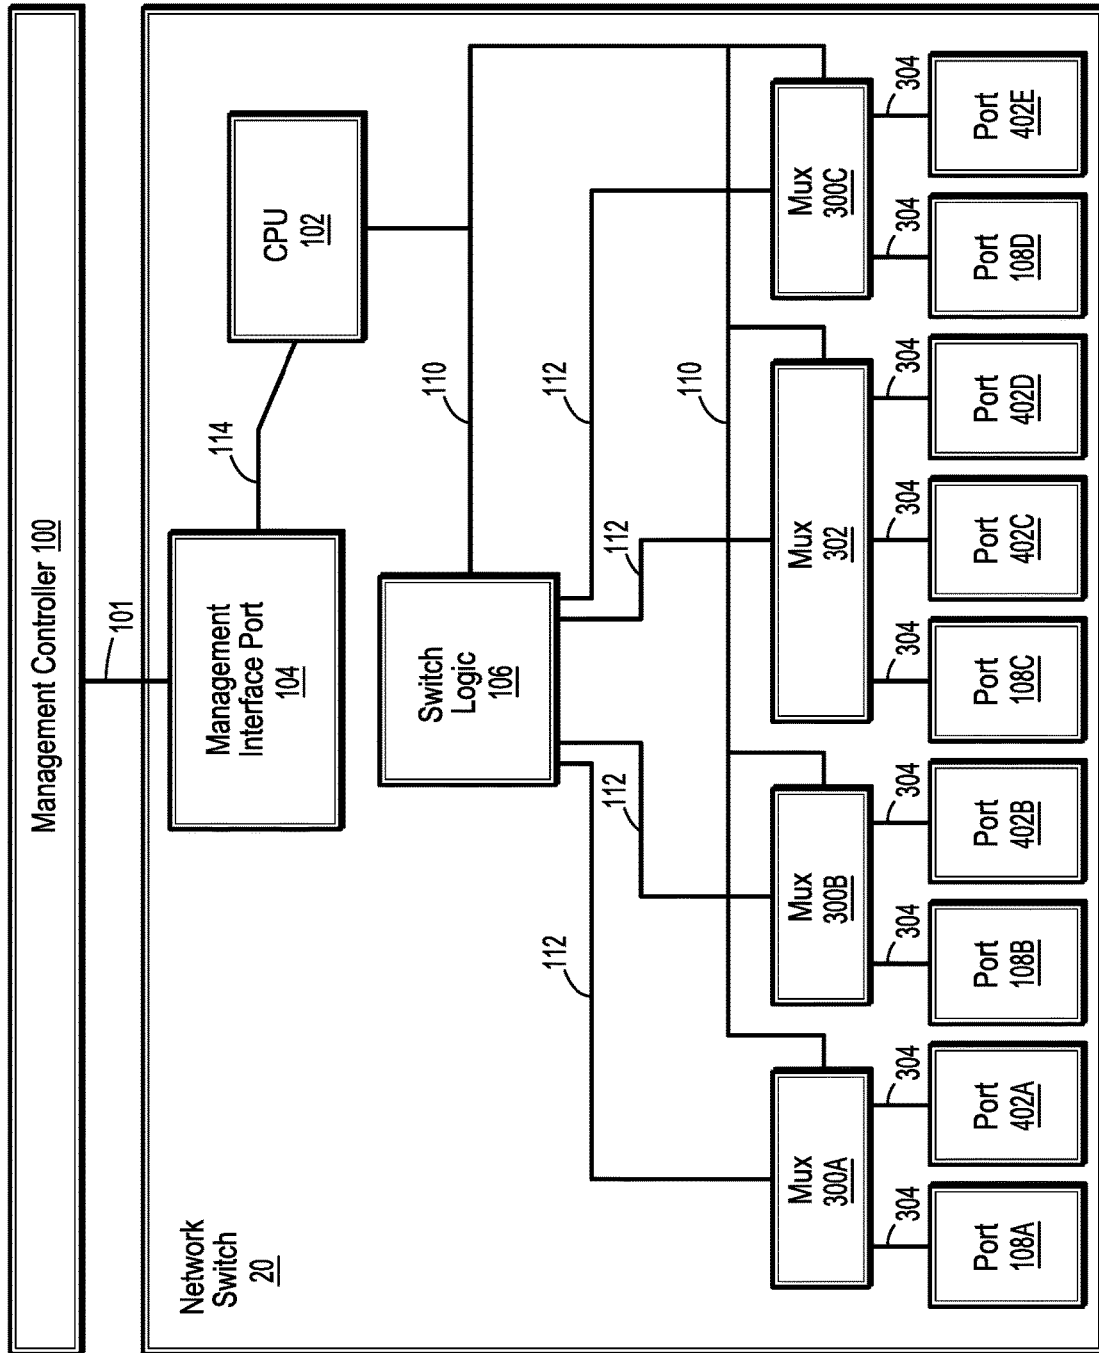 Management Controller 100
101
Network
Switch
20
Management
Interface Port
104
114
CPU
102
Switch
Logic
106
110
112
112
112
112
110
Mux
300A
Mux
300B
Mux
302
Mux
300C
304
304
304
304
304
304
304
304
304
Port
108A
Port
402A
Port
108B
Port
402B
Port
108C
Port
402C
Port
402D
Port
108D
Port
402E